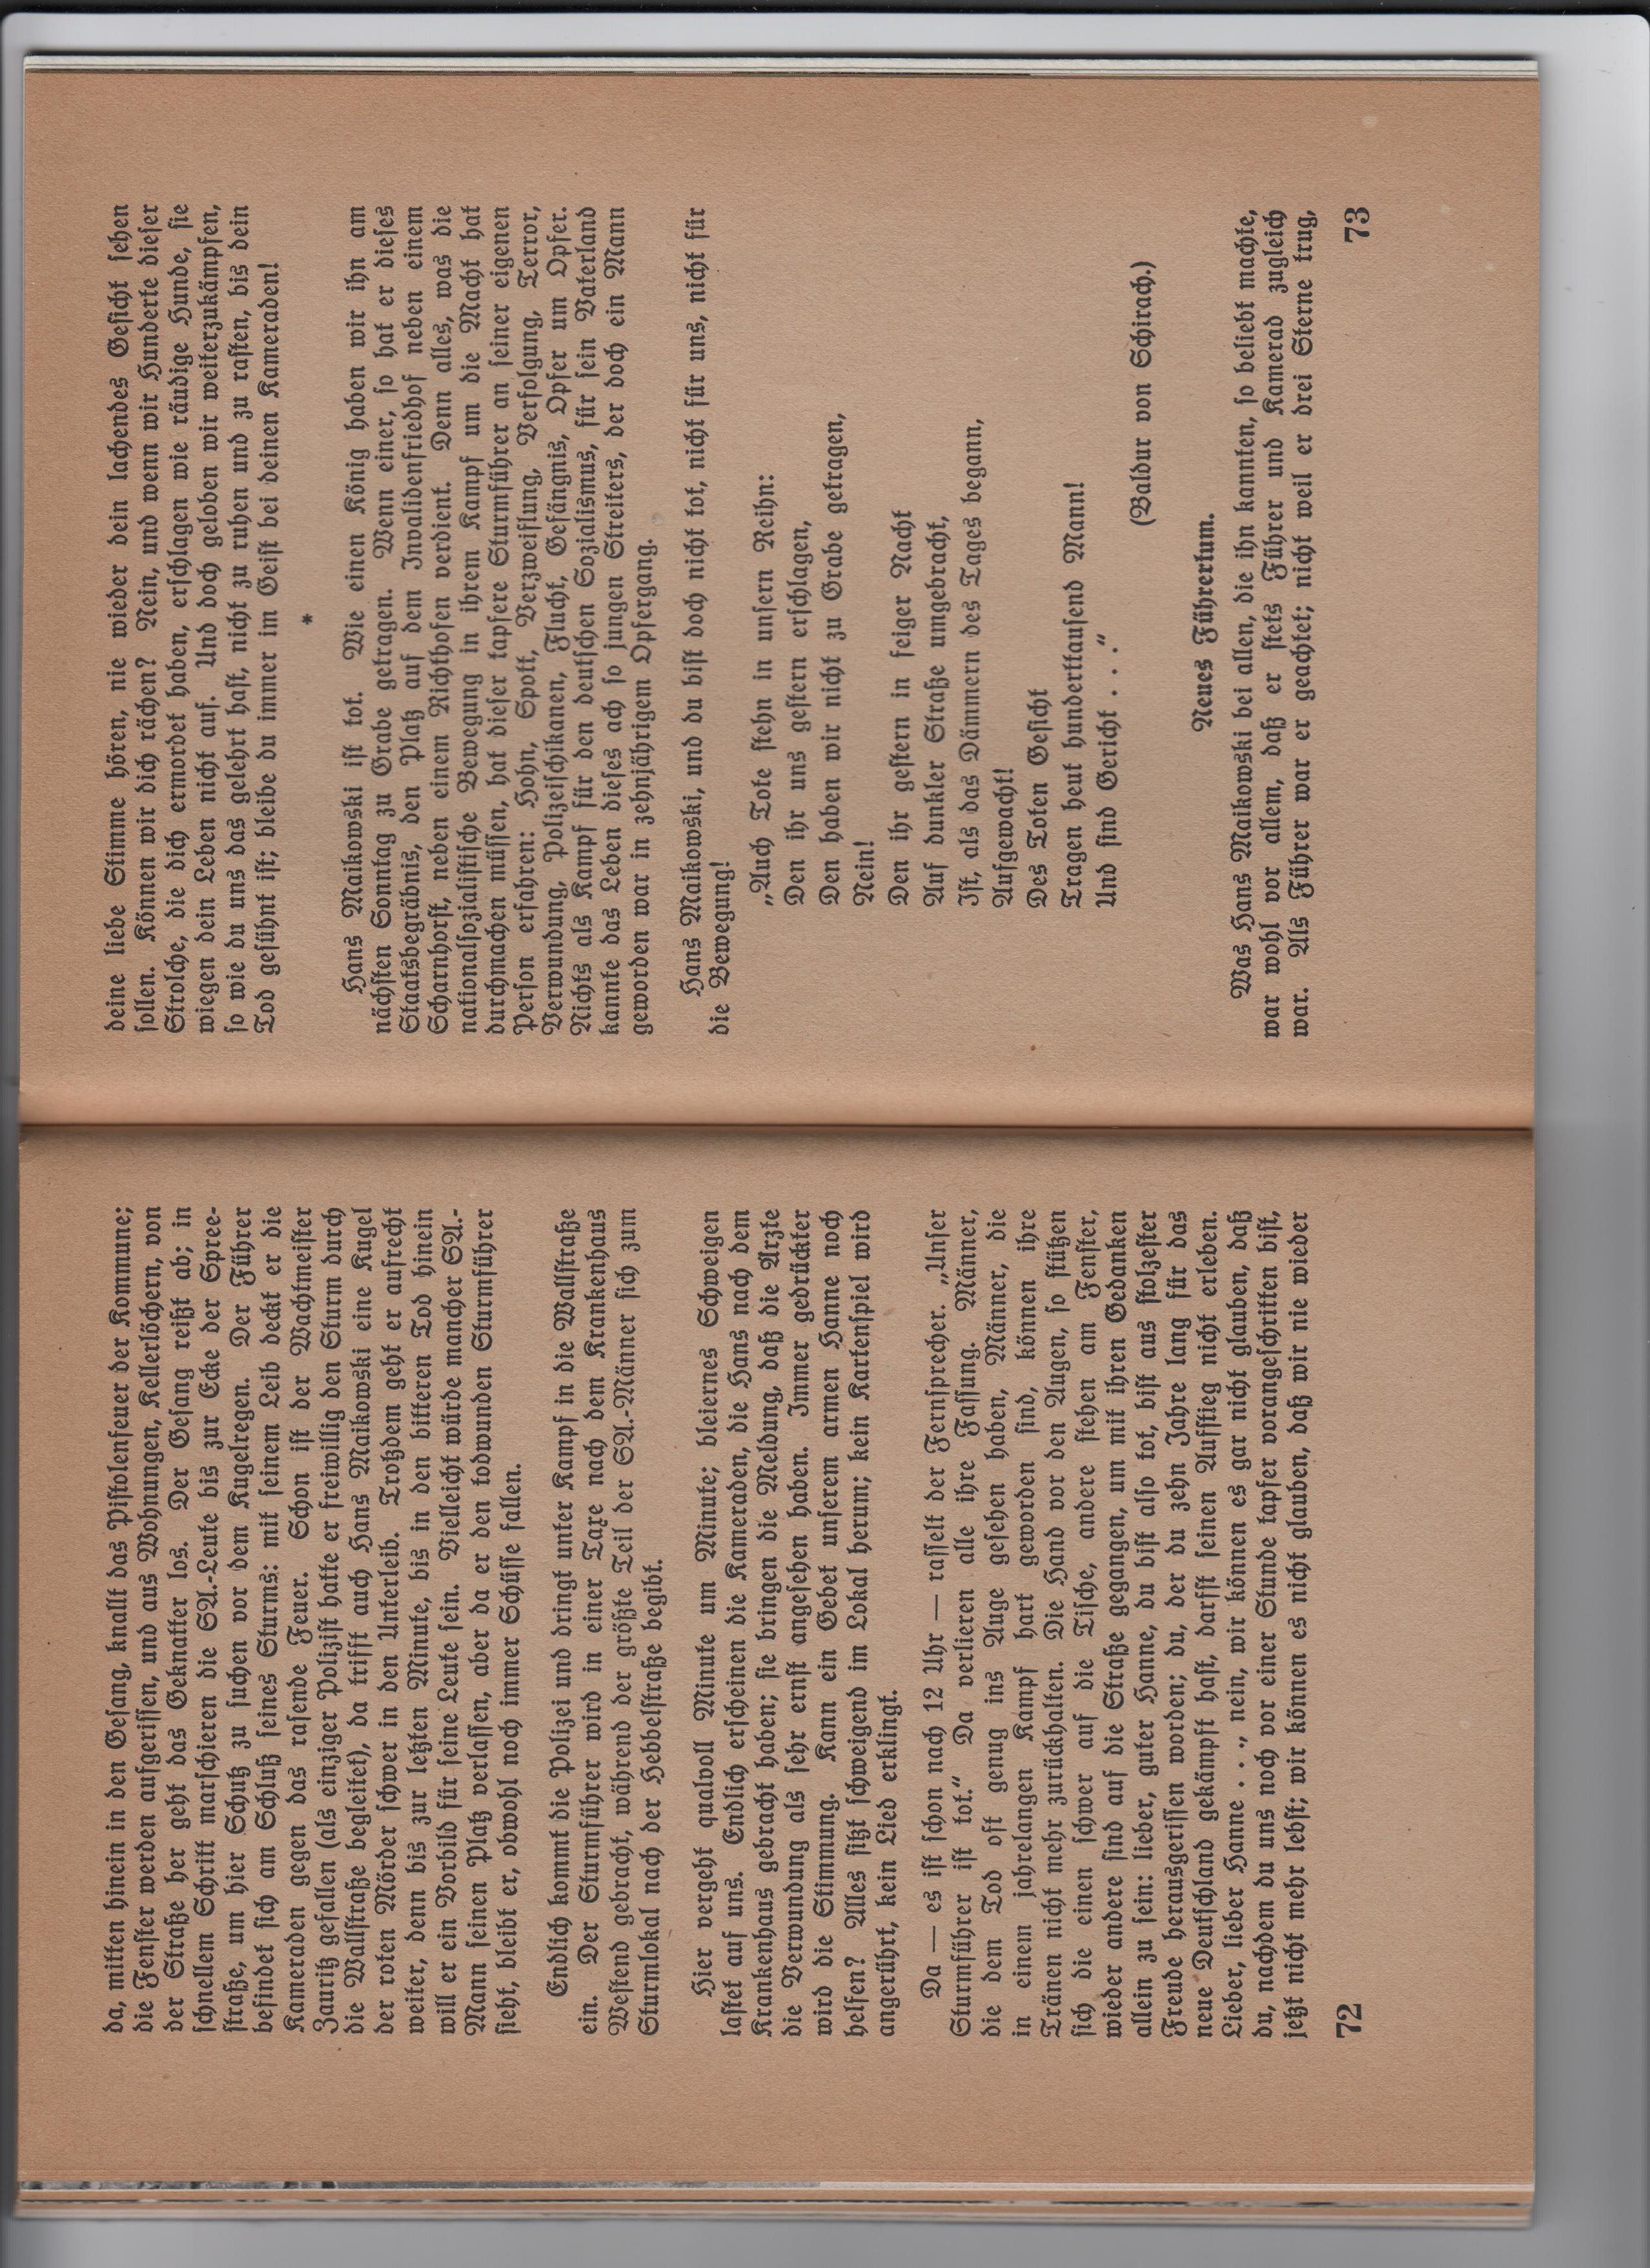 da, mitten hinein in den Gesang, knallt das Pistolenfeuer der Kommune;
die Fenster werden aufgerissen, und aus Wohnungen, Kellerlöchern, von
der Straße her geht das Geknatter los. Der Gesang reißt ab; in
schnellem Schritt marschieren die SA.-Leute bis zur Ecke der Spree-
straße, um hier Schutz zu suchen vor dem Kugelregen. Der Führer
befindet sich am Schluß seines Sturms: mit seinem Leib deckt er die
Kameraden gegen das rasende Feuer. Schon ist der Wachtmeister
Zauritz gefallen (als einziger Polizist hatte er freiwillig den Sturm durch
die Wallstraße begleitet), da trifft auch Hans Maikowski eine Kugel
der roten Mörder schwer in den Unterleib. Trotzdem geht er aufrecht
weiter, denn bis zur letzten Minute, bis in den bitteren Tod hinein
will er ein Vorbild für seine Leute sein. Vielleicht würde mancher SA.-
Mann seinen Platz verlassen, aber da er den todwunden Sturmführer
sieht, bleibt er, obwohl noch immer Schüsse fallen.
Endlich kommt die Polizei und dringt unter Kampf in die Wallstraße
ein. Der Sturmführer wird in einer Taxe nach dem Krankenhaus
Westend gebracht, während der größte Teil der SA.-Männer sich zum
Sturmlokal nach der Hebbelstraße begibt.
Hier vergeht qualvoll Minute um Minute; bleiernes Schweigen
lastet auf uns. Endlich erscheinen die Kameraden, die Hans nach dem
Krankenhaus gebracht haben; sie bringen die Meldung, daß die Ärzte
die Verwundung als sehr ernst angesehen haben. Immer gedrückter
wird die Stimmung. Kann ein Gebet unserem armen Hanne noch
helfen? Alles sitzt schweigend im Lokal herum; kein Kartenspiel wird
angerührt, kein Lied erklingt.
Da — es ist schon nach 12 Uhr — rasselt der Fernsprecher. „Unser
Sturmführer ist tot.“ Da verlieren alle ihre Fassung. Männer,
die dem Tod oft genug ins Auge gesehen haben, Männer, die
in einem jahrelangen Kampf hart geworden sind, können ihre
Tränen nicht mehr zurückhalten. Die Hand vor den Augen, so stützen
sich die einen schwer auf die Tische, andere stehen am Fenster,
wieder andere sind auf die Straße gegangen, um mit ihren Gedanken
allein zu sein: lieber, guter Hanne, du bist also tot, bist aus stolzester
Freude herausgerissen worden; du, der du zehn Jahre lang für das
neue Deutschland gekämpft hast, darfst seinen Aufstieg nicht erleben.
Lieber, lieber Hanne . . ., nein, wir können es gar nicht glauben, daß
du, nachdem du uns noch vor einer Stunde tapfer vorangeschritten bist,
jetzt nicht mehr lebst; wir können es nicht glauben, daß wir nie wieder
72
deine liebe Stimme hören, nie wieder dein lachendes Gesicht sehen
sollen. Können wir dich rächen? Nein, und wenn wir Hunderte dieser
Strolche, die dich ermordet haben, erschlagen wie räudige Hunde, sie
wiegen dein Leben nicht auf. Und doch geloben wir weiterzukämpfen,
so wie du uns das gelehrt hast, nicht zu ruhen und zu rasten, bis dein
Tod gesühnt ist; bleibe du immer im Geist bei deinen Kameraden!
*
Hans Maikowski ist tot. Wie einen König haben wir ihn am
nächsten Sonntag zu Grabe getragen. Wenn einer, so hat er dieses
Staatsbegräbnis, den Platz auf dem Invalidenfriedhof neben einem
Scharnhorst, neben einem Richthofen verdient. Denn alles, was die
nationalsozialistische Bewegung in ihrem Kampf um die Macht hat
durchmachen müssen, hat dieser tapfere Sturmführer an seiner eigenen
Person erfahren: Hohn, Spott, Verzweiflung, Verfolgung, Terror,
Verwundung, Polizeischikanen, Flucht, Gefängnis, Opfer um Opfer.
Nichts als Kampf für den deutschen Sozialismus, für sein Vaterland
kannte das Leben dieses ach so jungen Streiters, der doch ein Mann
geworden war in zehnjährigem Opfergang.
Hans Maikowski, und du bist doch nicht tot, nicht für uns, nicht für
die Bewegung!
„Auch Tote stehn in unsern Reihn:
Den ihr uns gestern erschlagen,
Den haben wir nicht zu Grabe getragen,
Nein!
Den ihr gestern in feiger Nacht
Auf dunkler Straße umgebracht,
Ist, als das Dämmern des Tages begann,
Aufgewacht!
Des Toten Gesicht
Tragen heut hunderttausend Mann!
Und sind Gericht . . .“
(Baldur von Schirach.)
Neues Führertum.
Was Hans Maikowski bei allen, die ihn kannten, so beliebt machte,
war wohl vor allem, daß er stets Führer und Kamerad zugleich
war. Als Führer war er geachtet; nicht weil er drei Sterne trug,
73